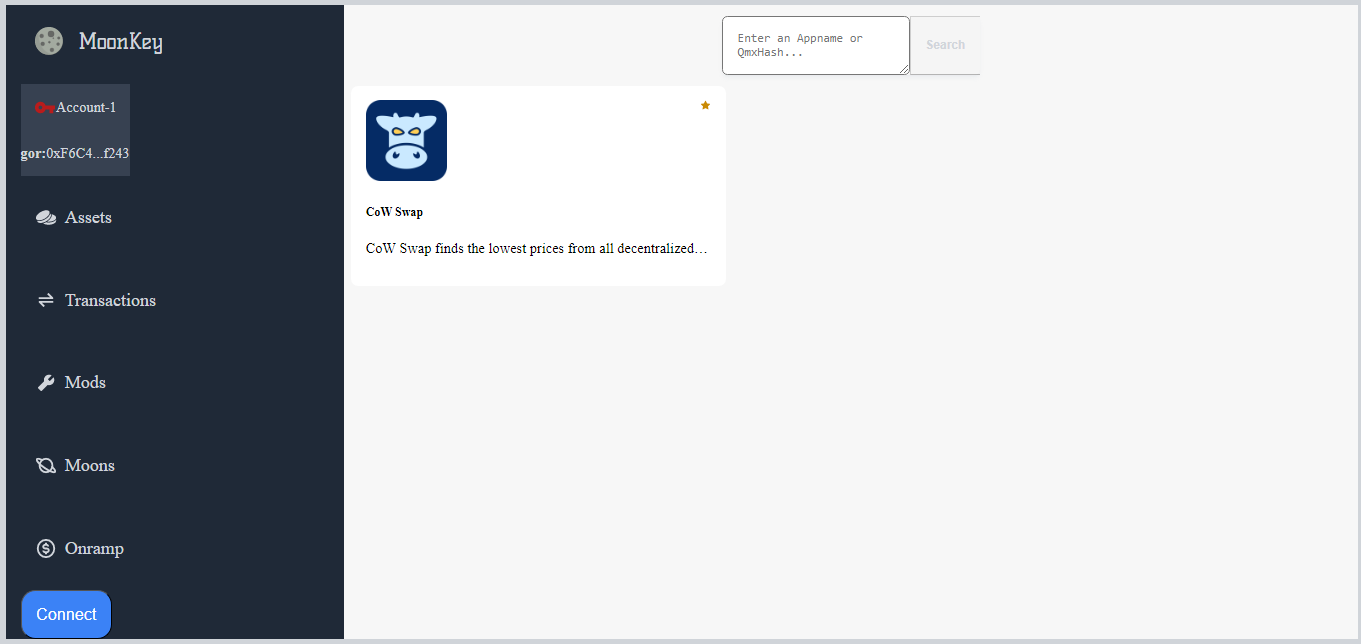 MoonKey
Account-1
gor:0xF6C4...f243
Assets
Transactions
Mods
Moons
Onramp
Connect
Enter an Appname or
QmxHash...
Search
CoW Swap
CoW Swap finds the lowest prices from all decentralized…